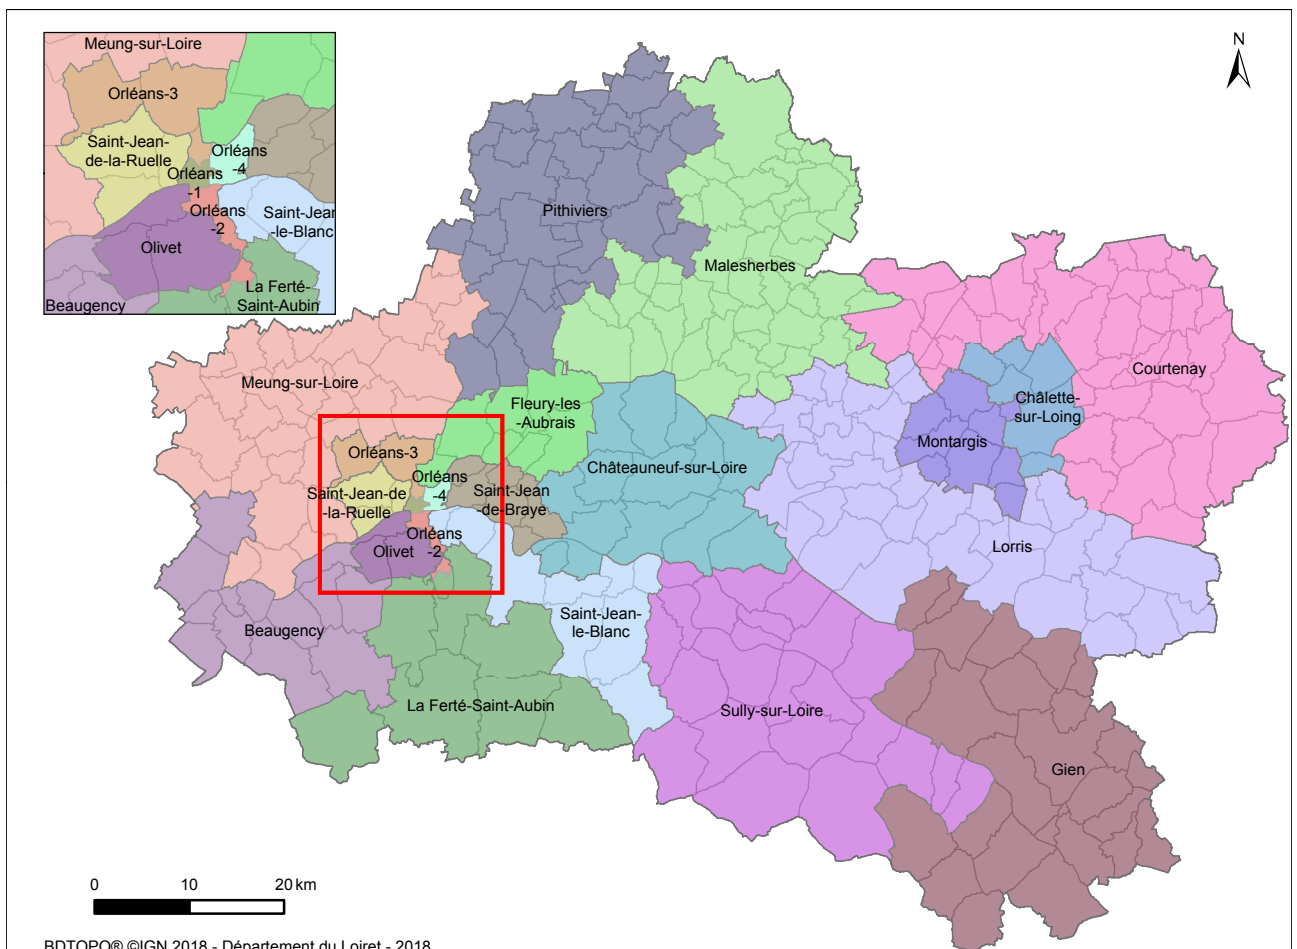 Meung-sur-Loire
Orléans-3
Saint-Jean-
de-la-Ruelle
Orléans
-4
Orléans
-1
Orléans
-2
Saint-Jean
-le-Blanc
Olivet
La Ferté-
Saint-Aubin
Beaugency
N
Pithiviers
Malesherbes
Courtenay
Meung-sur-Loire
Châlette-
sur-Loing
Fleury-les
-Aubrais
Montargis
Orléans-3
Châteauneuf-sur-Loire
Orléans
-4
Saint-Jean-de
-la-Ruelle
Saint-Jean
-de-Braye
Orléans
-2
Olivet
Lorris
Saint-Jean-
le-Blanc
Beaugency
La Ferté-Saint-Aubin
Sully-sur-Loire
Gien
0 10 20 km
BDTOPO® ©IGN 2018 - Département du Loiret - 2018